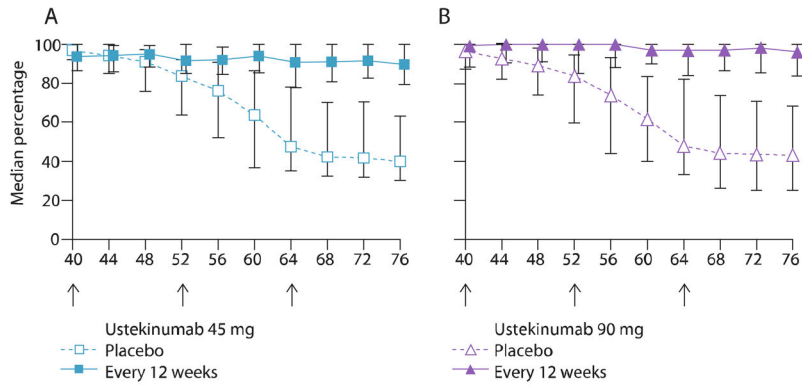 A
B
Median percentage
100
80
60
40
20
0
40 44 48 52 56 60 64 68 72 76
40 44 48 52 56 60 64 68 72 76
Ustekinumab 45 mg
Placebo
Every 12 weeks
Ustekinumab 90 mg
Placebo
Every 12 weeks